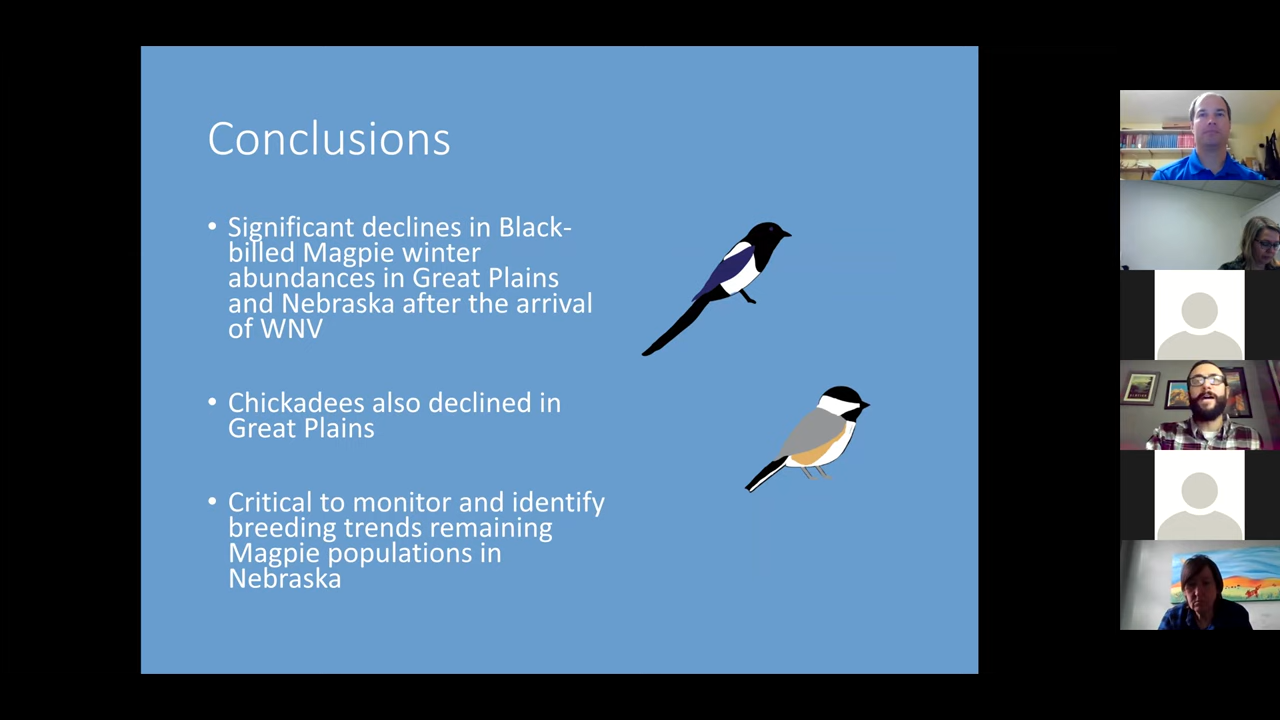 Conclusions
• Significant declines in Black-
billed Magpie winter
abundances in Great Plains
and Nebraska after the arrival
of WNV
• Chickadees also declined in
Great Plains
• Critical to monitor and identify
breeding trends remaining
Magpie populations in
Nebraska